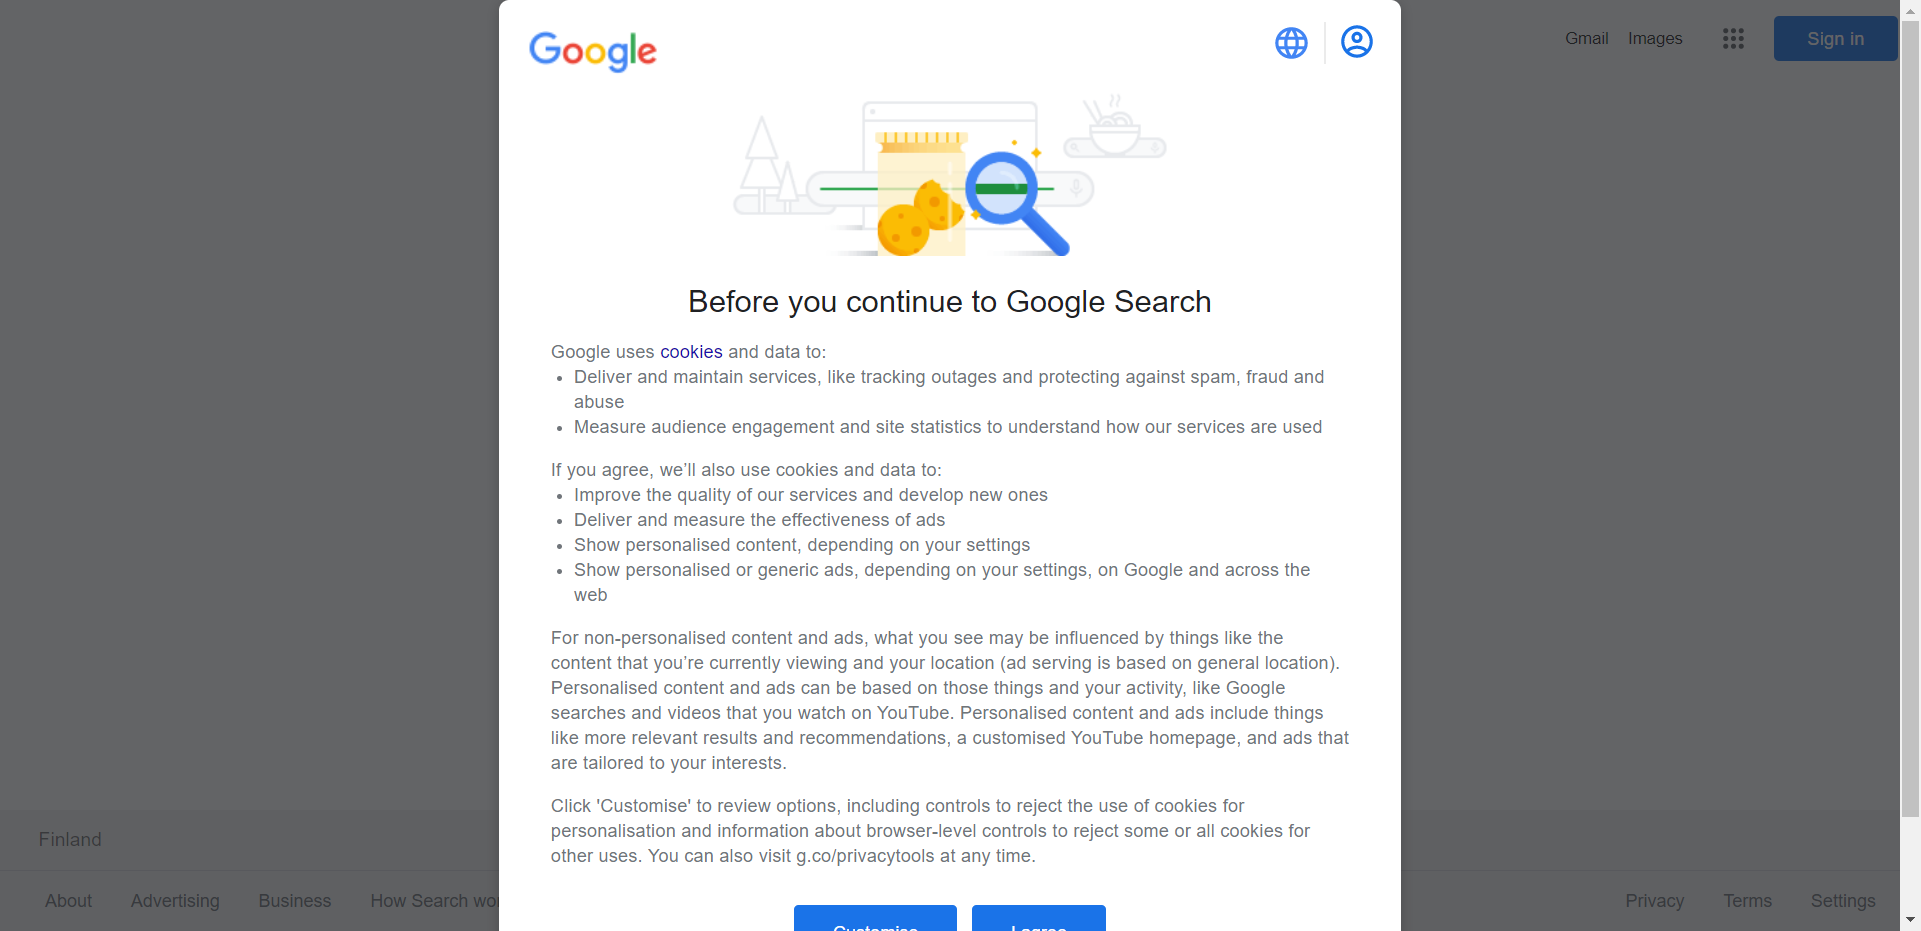 Google
Gmail Images Sign in
Before you continue to Google Search
Google uses cookies and data to:
• Deliver and maintain services, like tracking outages and protecting against spam, fraud and
abuse
• Measure audience engagement and site statistics to understand how our services are used
If you agree, we’ll also use cookies and data to:
• Improve the quality of our services and develop new ones
• Deliver and measure the effectiveness of ads
• Show personalised content, depending on your settings
• Show personalised or generic ads, depending on your settings, on Google and across the
web
For non-personalised content and ads, what you see may be influenced by things like the
content that you’re currently viewing and your location (ad serving is based on general location).
Personalised content and ads can be based on those things and your activity, like Google
searches and videos that you watch on YouTube. Personalised content and ads include things
like more relevant results and recommendations, a customised YouTube homepage, and ads that
are tailored to your interests.
Click 'Customise' to review options, including controls to reject the use of cookies for
personalisation and information about browser-level controls to reject some or all cookies for
other uses. You can also visit g.co/privacytools at any time.
Customise I agree
Finland
About Advertising Business How Search wor
Privacy Terms Settings